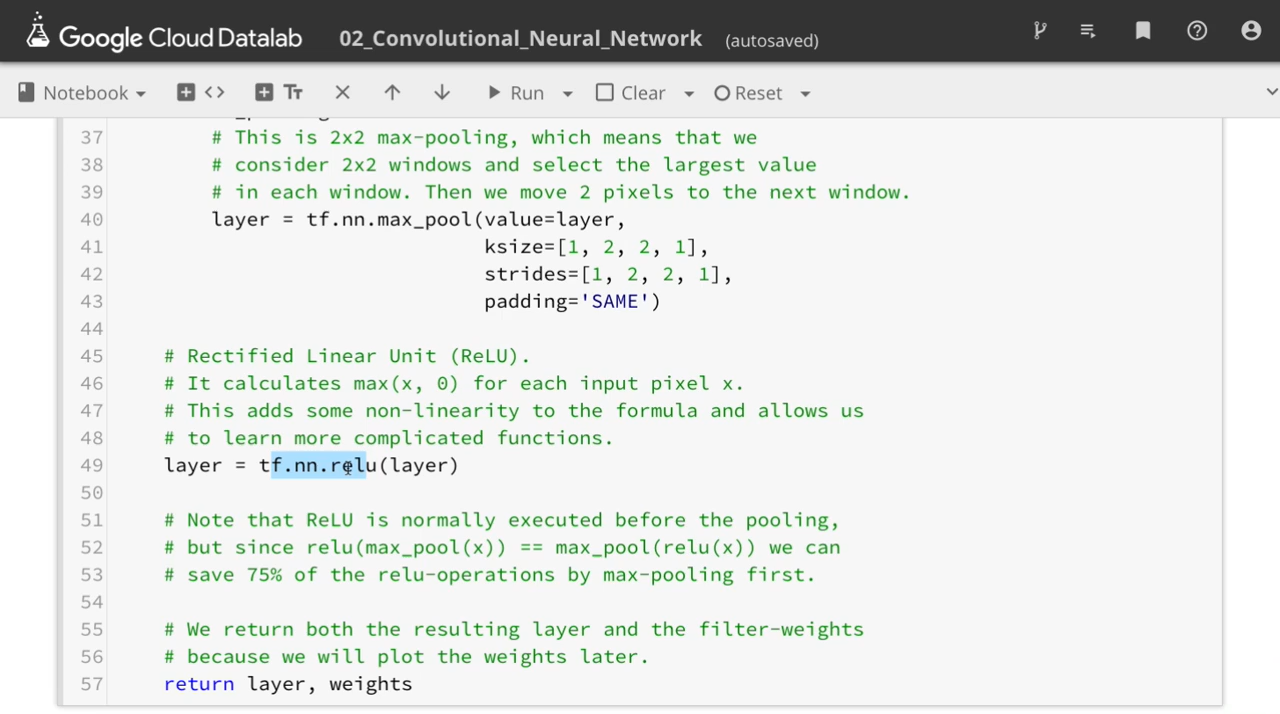 Google Cloud Datalab 02_Convolutional_Neural_Network (autosaved)
Notebook Tt Run Clear Reset
37 # This is 2x2 max-pooling, which means that we
38 # consider 2x2 windows and select the largest value
39 # in each window. Then we move 2 pixels to the next window.
40 layer = tf.nn.max_pool(value=layer,
41 ksize=[1, 2, 2, 1],
42 strides=[1, 2, 2, 1],
43 padding='SAME')
44
45 # Rectified Linear Unit (ReLU).
46 # It calculates max(x, 0) for each input pixel x.
47 # This adds some non-linearity to the formula and allows us
48 # to learn more complicated functions.
49 layer = tf.nn.relu(layer)
50
51 # Note that ReLU is normally executed before the pooling,
52 # but since relu(max_pool(x)) == max_pool(relu(x)) we can
53 # save 75% of the relu-operations by max-pooling first.
54
55 # We return both the resulting layer and the filter-weights
56 # because we will plot the weights later.
57 return layer, weights